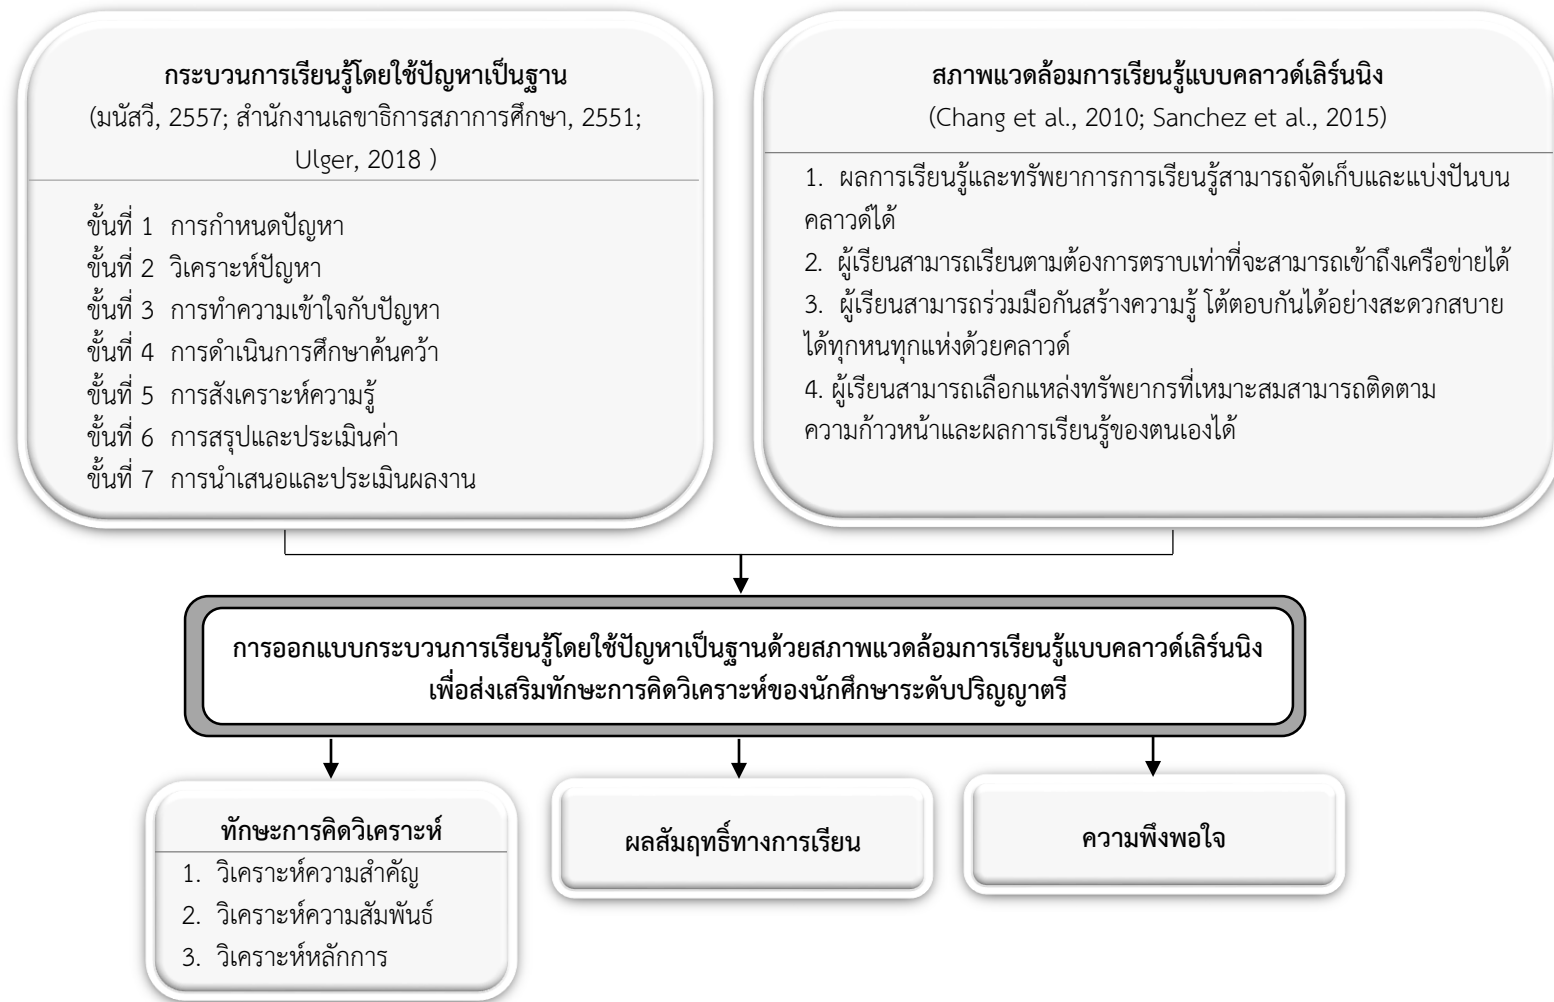 กระบวนการเรียนรู้โดยใช้ปัญหาเป็นฐาน
(มนัสวี, 2557; สำนักงานเลขาธิการสภาการศึกษา, 2551;
Ulger, 2018 )
ขั้นที่ 1 การกำหนดปัญหา
ขั้นที่ 2 วิเคราะห์ปัญหา
ขั้นที่ 3 การทำความเข้าใจกับปัญหา
ขั้นที่ 4 การดำเนินการศึกษาค้นคว้า
ขั้นที่ 5 การสังเคราะห์ความรู้
ขั้นที่ 6 การสรุปและประเมินค่า
ขั้นที่ 7 การนำเสนอและประเมินผลงาน
สภาพแวดล้อมการเรียนรู้แบบคลาวด์เลิร์นนิง
(Chang et al., 2010; Sanchez et al., 2015)
1. ผลการเรียนรู้และทรัพยาการการเรียนรู้สามารถจัดเก็บและแบ่งปันบน
คลาวด์ได้
2. ผู้เรียนสามารถเรียนตามต้องการตราบเท่าที่จะสามารถเข้าถึงเครือข่ายได้
3. ผู้เรียนสามารถร่วมมือกันสร้างความรู้ โต้ตอบกันได้อย่างสะดวกสบาย
ได้ทุกหนทุกแห่งด้วยคลาวด์
4. ผู้เรียนสามารถเลือกแหล่งทรัพยากรที่เหมาะสมสามารถติดตาม
ความก้าวหน้าและผลการเรียนรู้ของตนเองได้
การออกแบบกระบวนการเรียนรู้โดยใช้ปัญหาเป็นฐานด้วยสภาพแวดล้อมการเรียนรู้แบบคลาวด์เลิร์นนิง
เพื่อส่งเสริมทักษะการคิดวิเคราะห์ของนักศึกษาระดับปริญญาตรี
ทักษะการคิดวิเคราะห์
1. วิเคราะห์ความสำคัญ
2. วิเคราะห์ความสัมพันธ์
3. วิเคราะห์หลักการ
ผลสัมฤทธิ์ทางการเรียน
ความพึงพอใจ